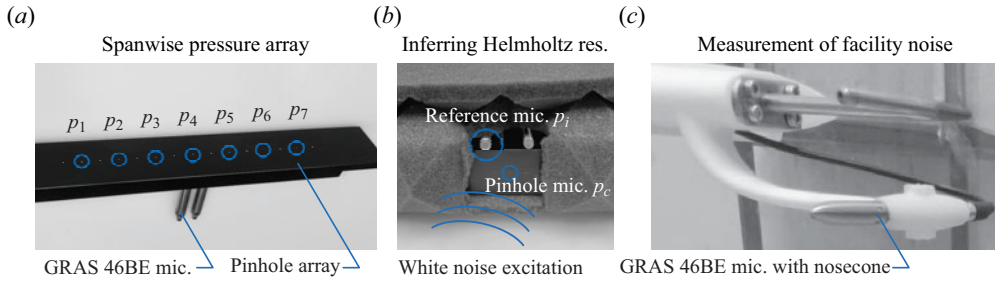 (a)
Spanwise pressure array
p1 p2 p3 p4 p5 p6 p7
GRAS 46BE mic.
Pinhole array
(b)
Inferring Helmholtz res.
Reference mic. pi
Pinhole mic. pc
White noise excitation
(c)
Measurement of facility noise
GRAS 46BE mic. with nosecone